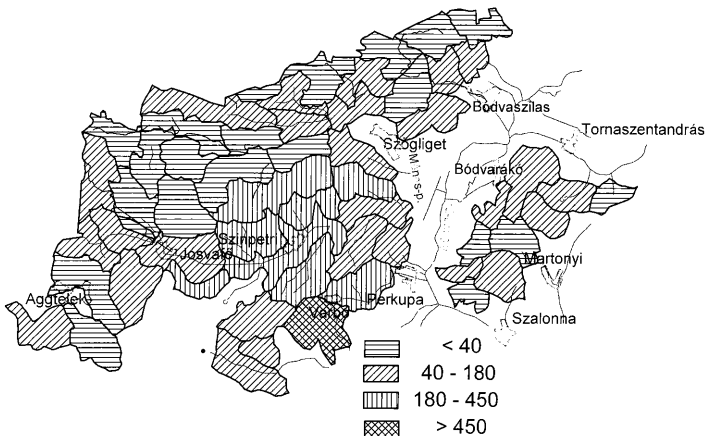 Bódvaszilas
Tornaszentandrás
Szögliget
M.n-s-p.
Bódvarákó
Szinpetri
Jósvafő
Martonyi
Aggtelek
Perkupa
Varbó
Szalonna
< 40
40 - 180
180 - 450
> 450